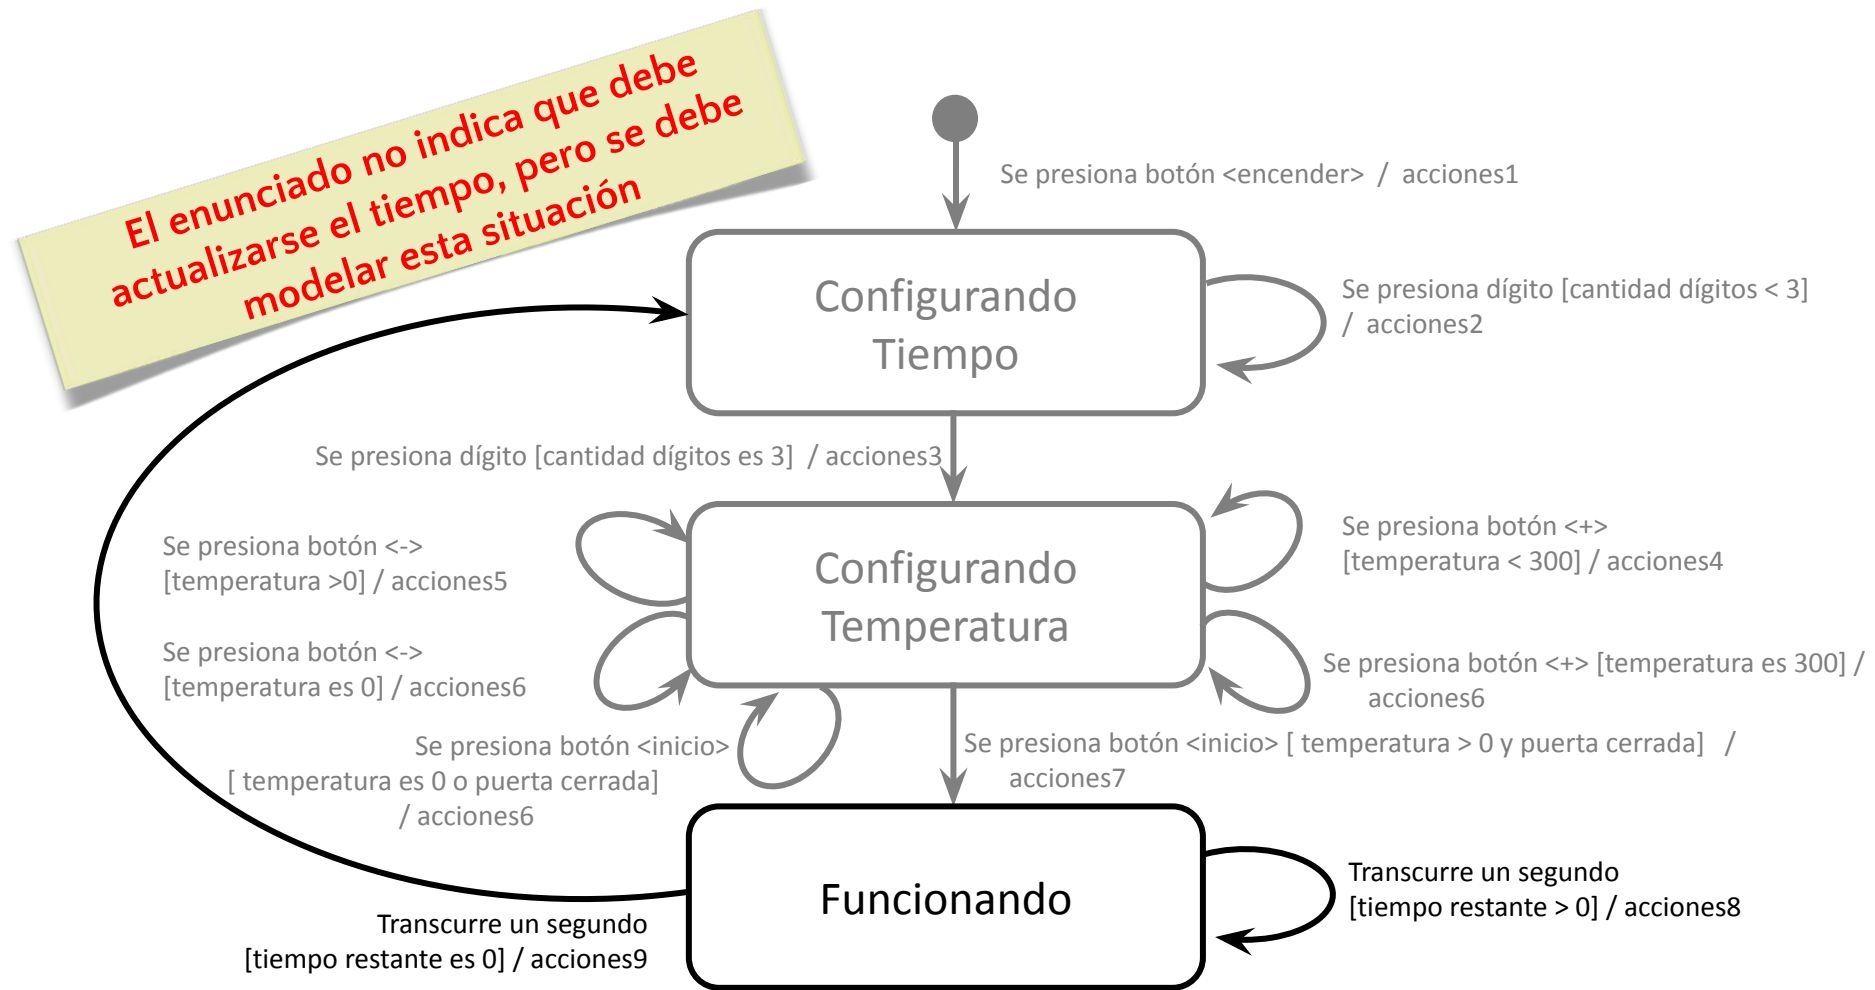 El enunciado no indica que debe
actualizarse el tiempo, pero se debe
modelar esta situación
Se presiona botón <encender> / acciones1
Configurando
Tiempo
Se presiona dígito [cantidad dígitos < 3]
/ acciones2
Se presiona dígito [cantidad dígitos es 3] / acciones3
Se presiona botón <->
[temperatura >0] / acciones5
Configurando
Temperatura
Se presiona botón <+>
[temperatura < 300] / acciones4
Se presiona botón <->
[temperatura es 0] / acciones6
Se presiona botón <+> [temperatura es 300] /
acciones6
Se presiona botón <inicio>
[ temperatura es 0 o puerta cerrada]
/ acciones6
Se presiona botón <inicio> [ temperatura > 0 y puerta cerrada] /
acciones7
Funcionando
Transcurre un segundo
[tiempo restante > 0] / acciones8
Transcurre un segundo
[tiempo restante es 0] / acciones9